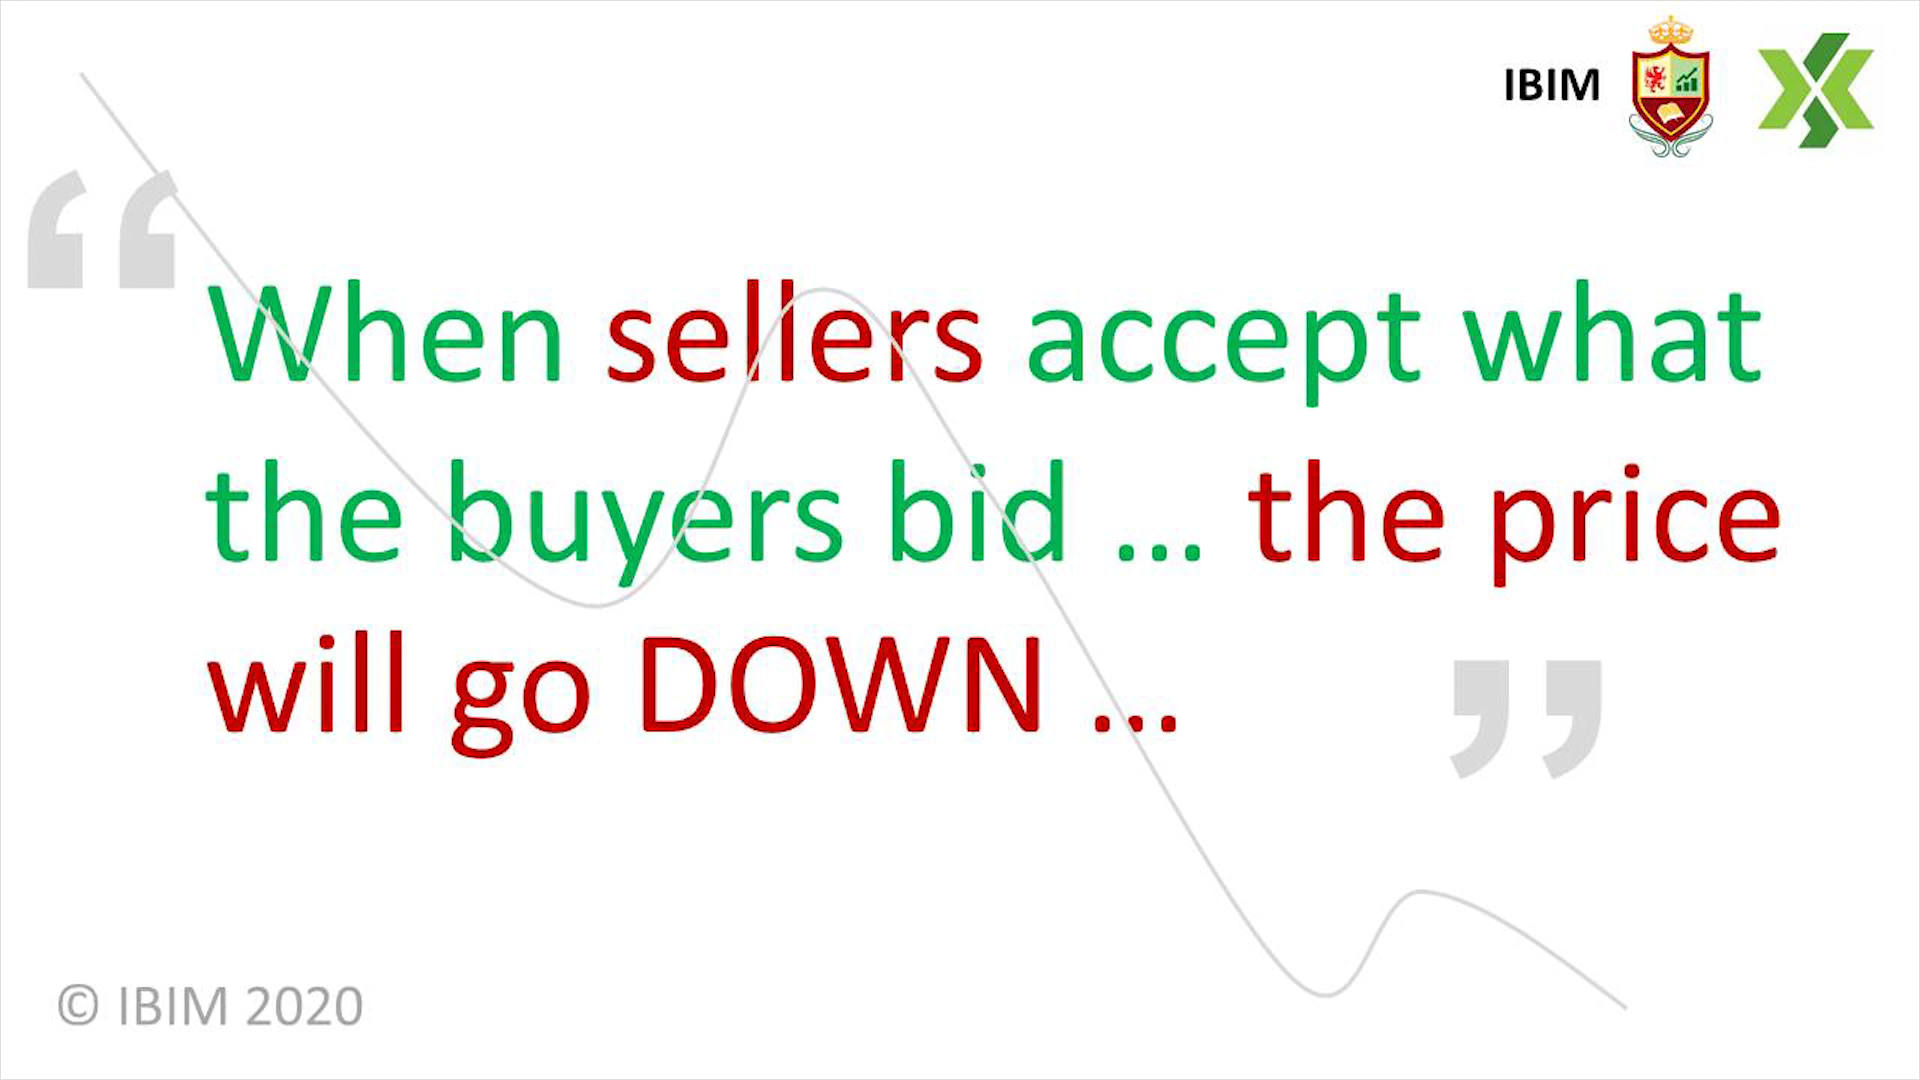 IBIM
“
When sellers accept what
the buyers bid ... the price
will go DOWN ...
”
© IBIM 2020